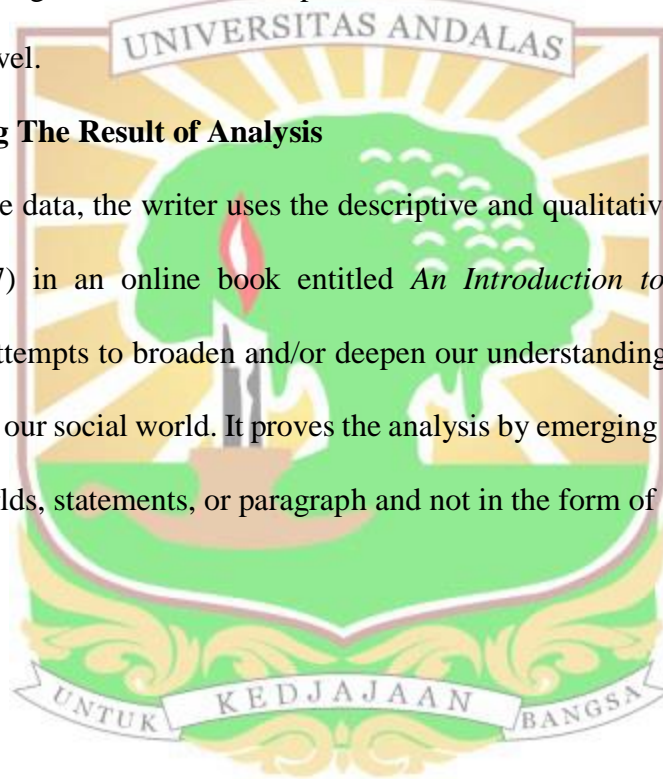 UNIVERSITAS ANDALAS
vel.
g The Result of Analysis
e data, the writer uses the descriptive and qualitativ
7) in an online book entitled An Introduction to
ttempts to broaden and/or deepen our understanding
our social world. It proves the analysis by emerging
lds, statements, or paragraph and not in the form of
UNTUK KEDJAJAAN BANGSA